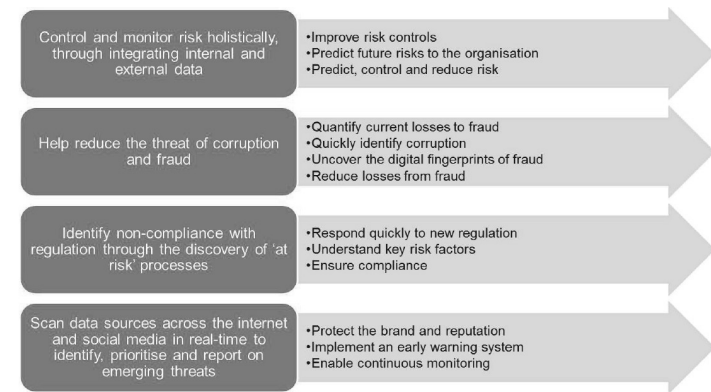 Control and monitor risk holistically,
through integrating internal and
external data
•Improve risk controls
•Predict future risks to the organisation
•Predict, control and reduce risk
Help reduce the threat of corruption
and fraud
•Quantify current losses to fraud
•Quickly identify corruption
•Uncover the digital fingerprints of fraud
•Reduce losses from fraud
Identify non-compliance with
regulation through the discovery of ‘at
risk’ processes
•Respond quickly to new regulation
•Understand key risk factors
•Ensure compliance
Scan data sources across the internet
and social media in real-time to
identify, prioritise and report on
emerging threats
•Protect the brand and reputation
•Implement an early warning system
•Enable continuous monitoring